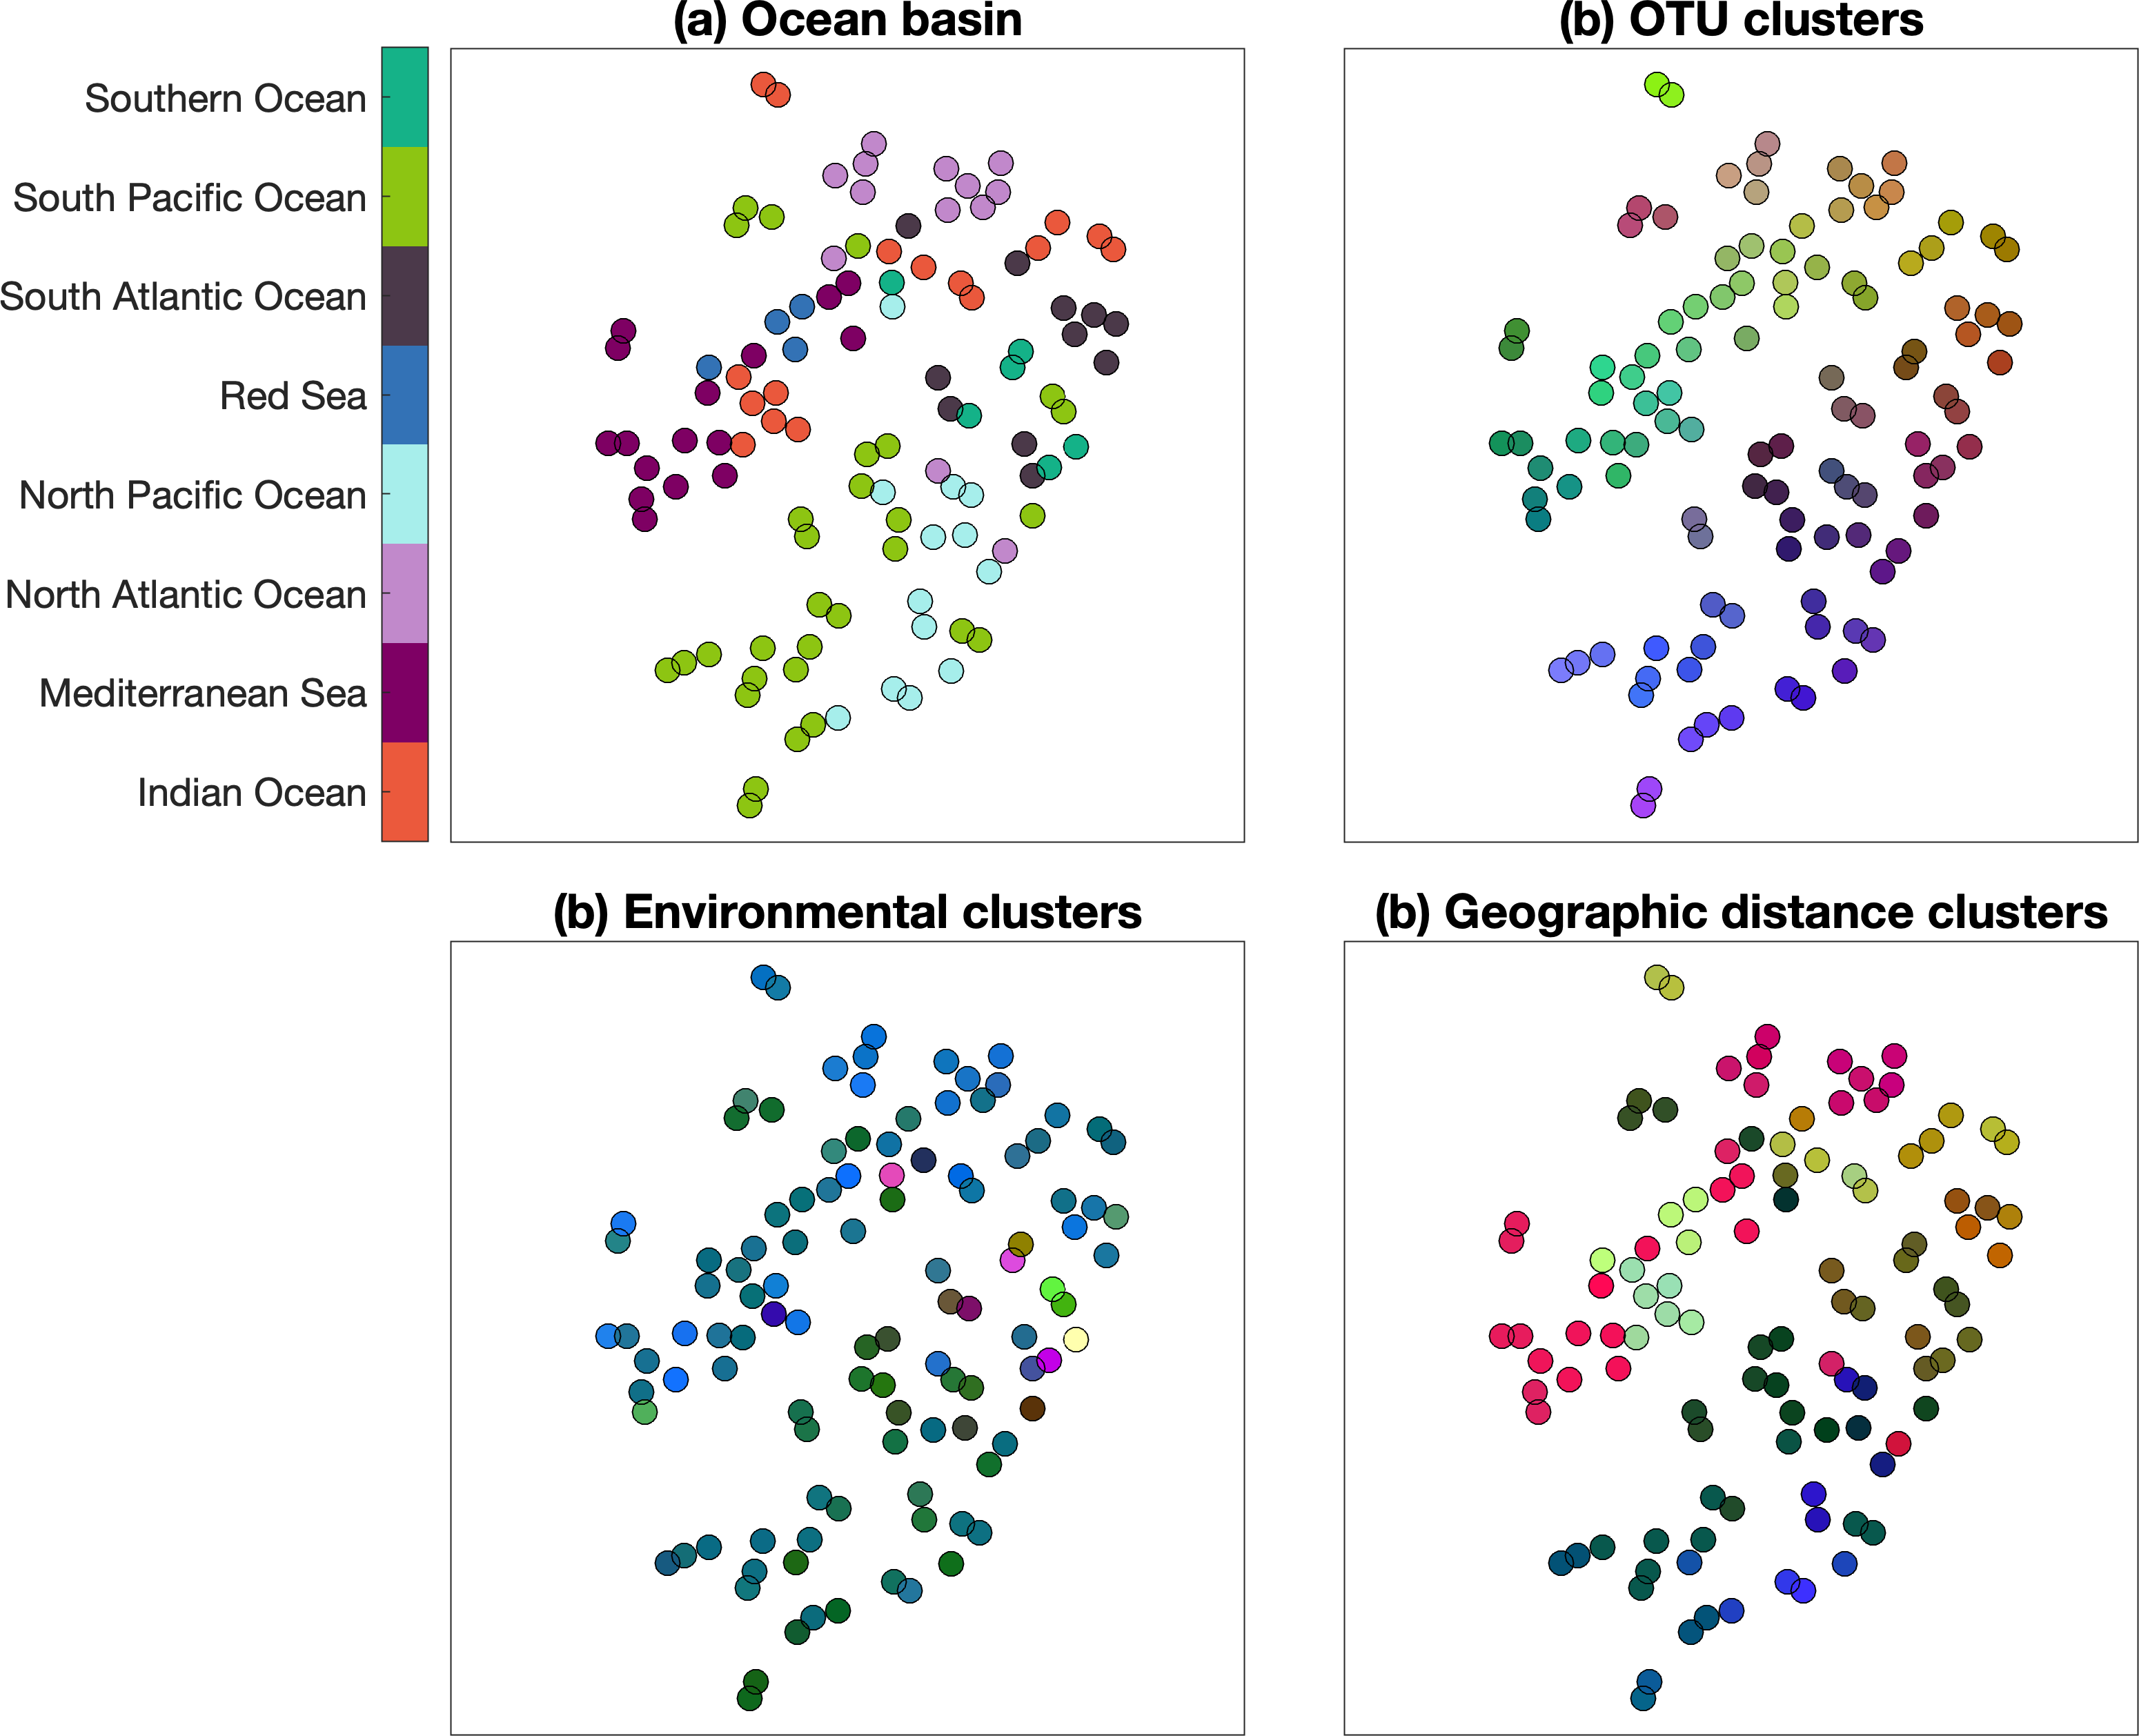 (a) Ocean basin
(b) OTU clusters
Southern Ocean
South Pacific Ocean
South Atlantic Ocean
Red Sea
North Pacific Ocean
North Atlantic Ocean
Mediterranean Sea
Indian Ocean
(b) Environmental clusters
(b) Geographic distance clusters